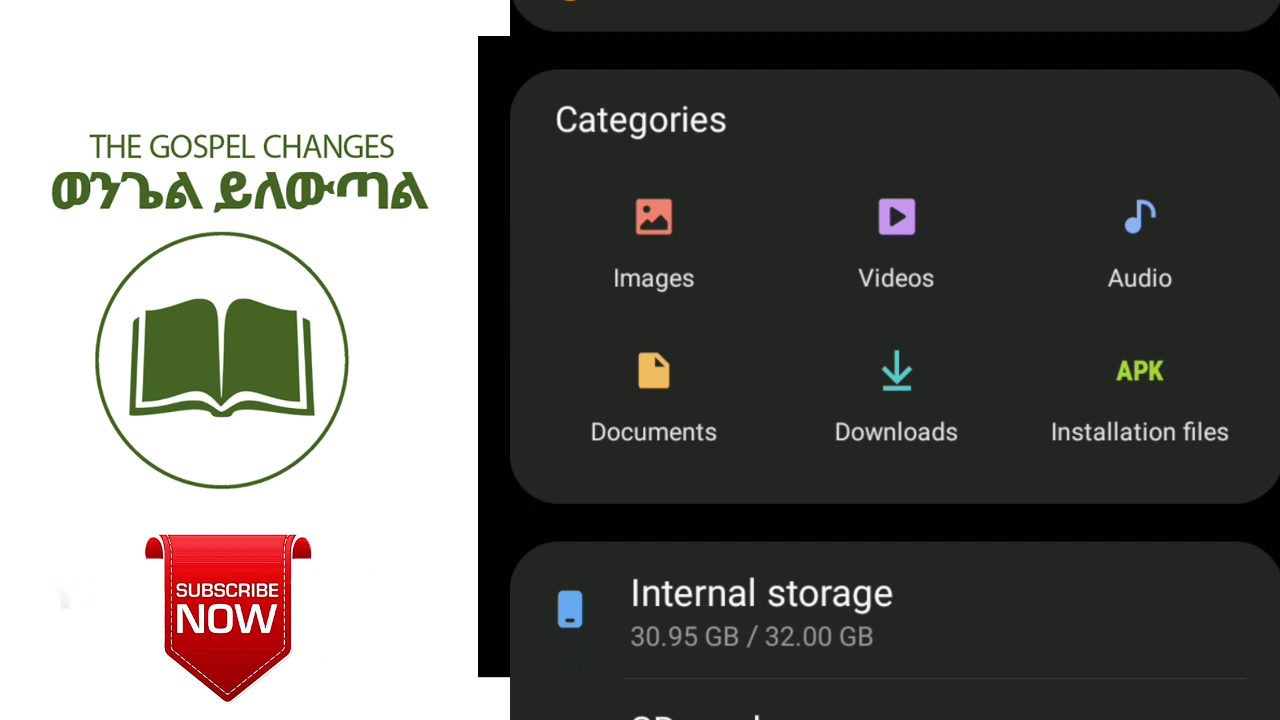 THE GOSPEL CHANGES
ወንጌል ይለውጣል
SUBSCRIBE
NOW
Categories
Images
Videos
Audio
Documents
Downloads
APK
Installation files
Internal storage
30.95 GB / 32.00 GB